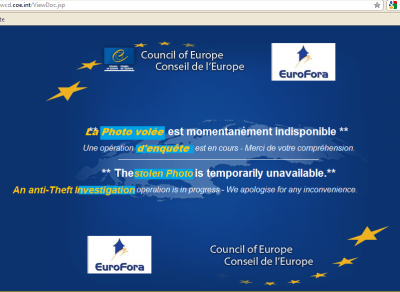 wcd.coe.int/ViewDoc.jsp
Council of Europe
Conseil de l'Europe
EUROFORA
La Photo volée est momentanément indisponible **
Une opération d'enquête est en cours - Merci de votre compréhension.
** The stolen Photo is temporarily unavailable.**
An anti-Theft Investigation operation is in progress - We apologise for any inconvenience.
EUROFORA
Council of Europe
Conseil de l'Europe